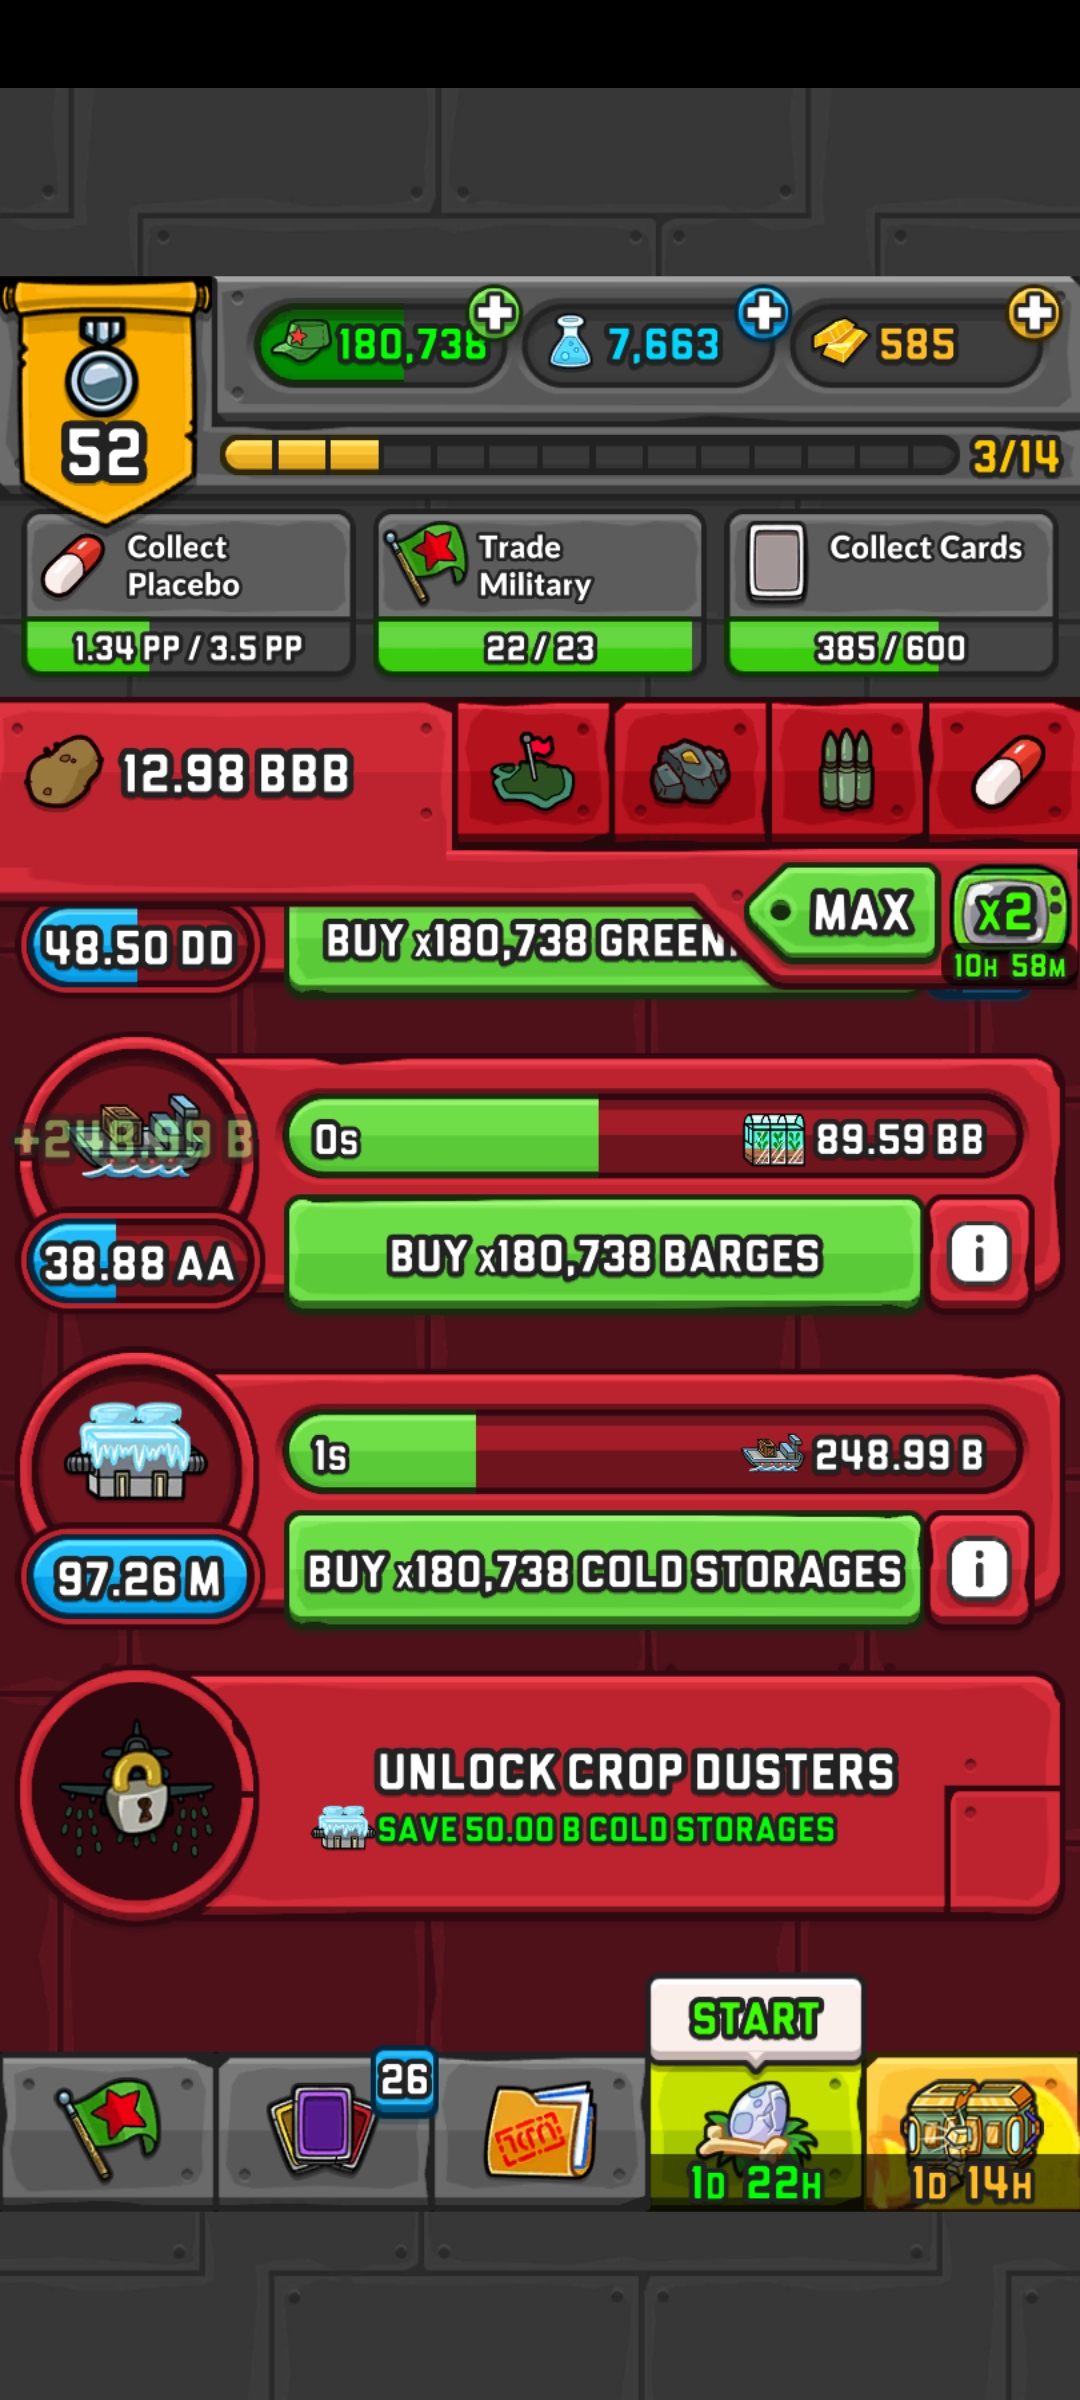 180,738
7,663
585
52
3/14
Collect
Placebo
1.34 PP / 3.5 PP
Trade
Military
22 / 23
Collect Cards
385 / 600
12.98 BBB
MAX
x2
10H 58M
48.50 DD
BUY x180,738 GREEN
+248.99 B
0s
89.59 BB
38.88 AA
BUY x180,738 BARGES
i
1s
248.99 B
97.26 M
BUY x180,738 COLD STORAGES
i
UNLOCK CROP DUSTERS
SAVE 50.00 B COLD STORAGES
START
26
1D 22H
1D 14H